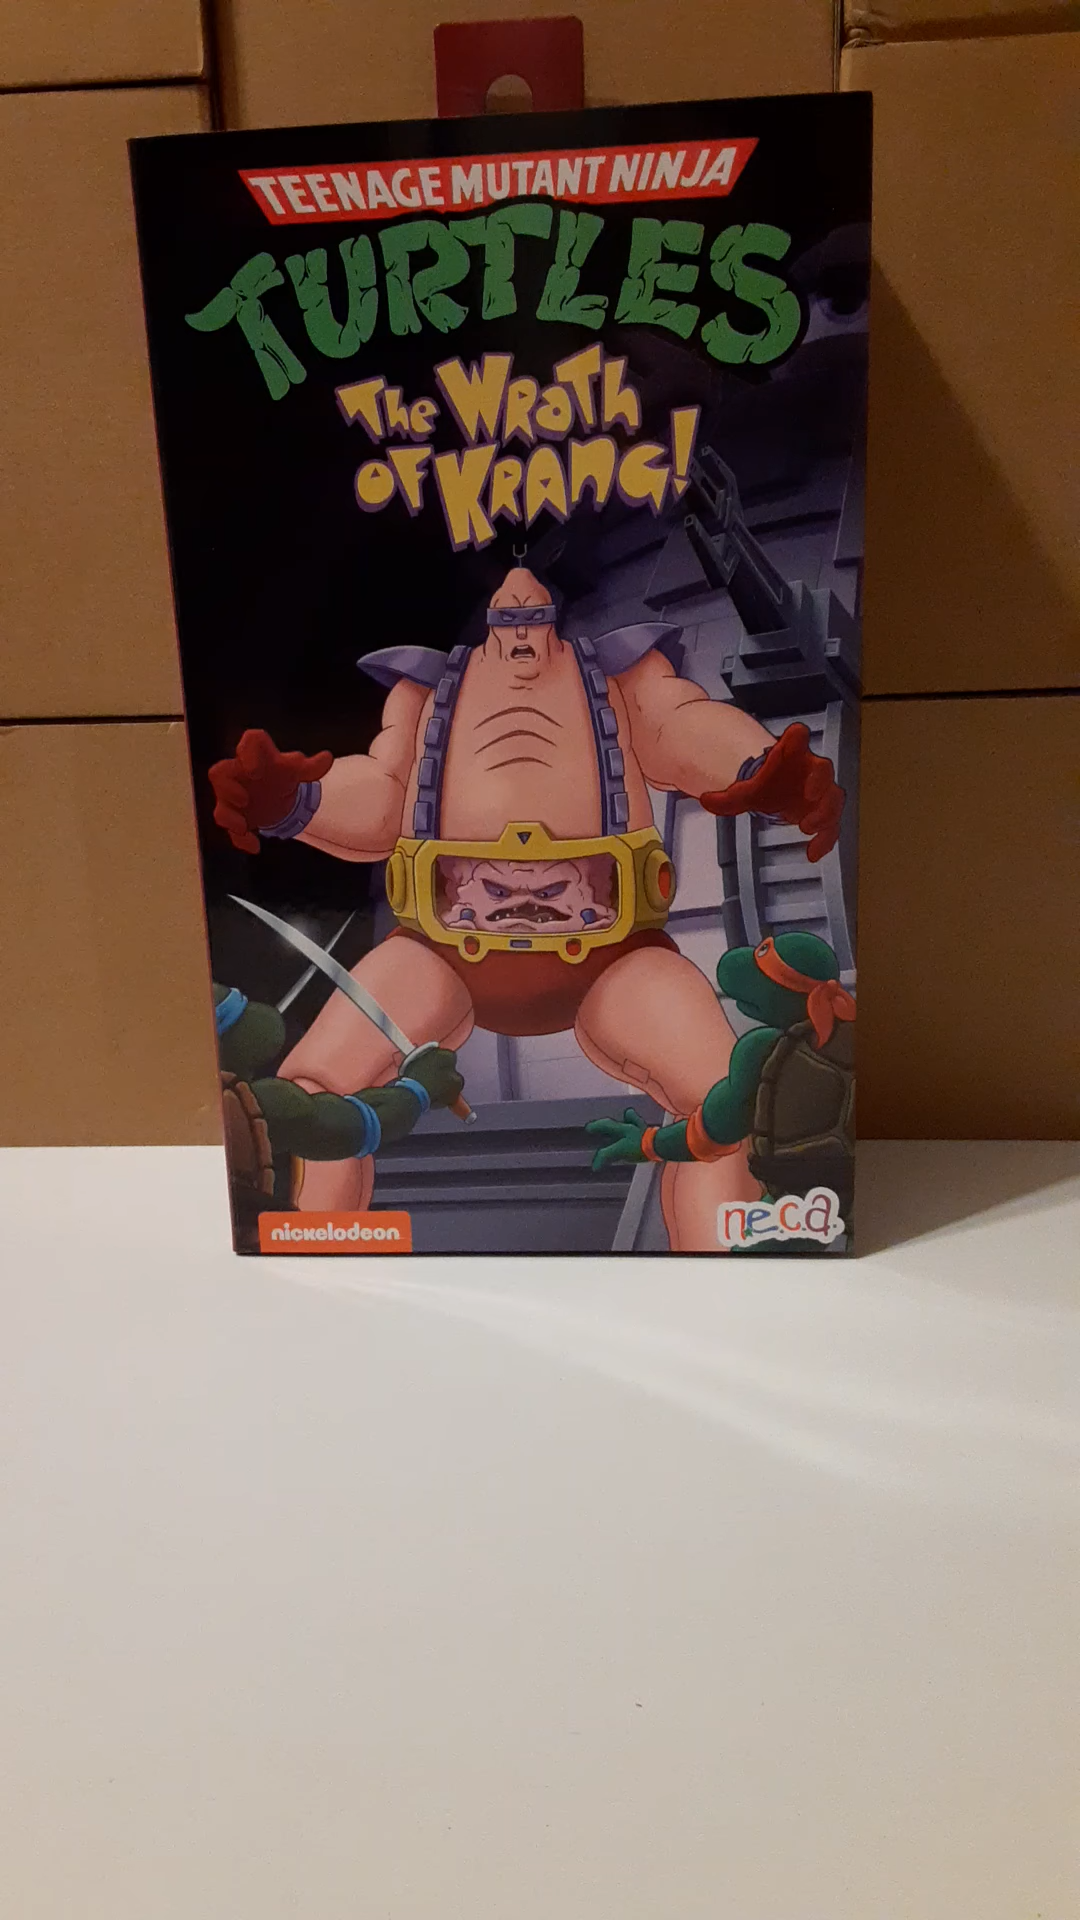 TEENAGE MUTANT NINJA
TURTLES
The Wrath
of Krang!
nickelodeon
neca